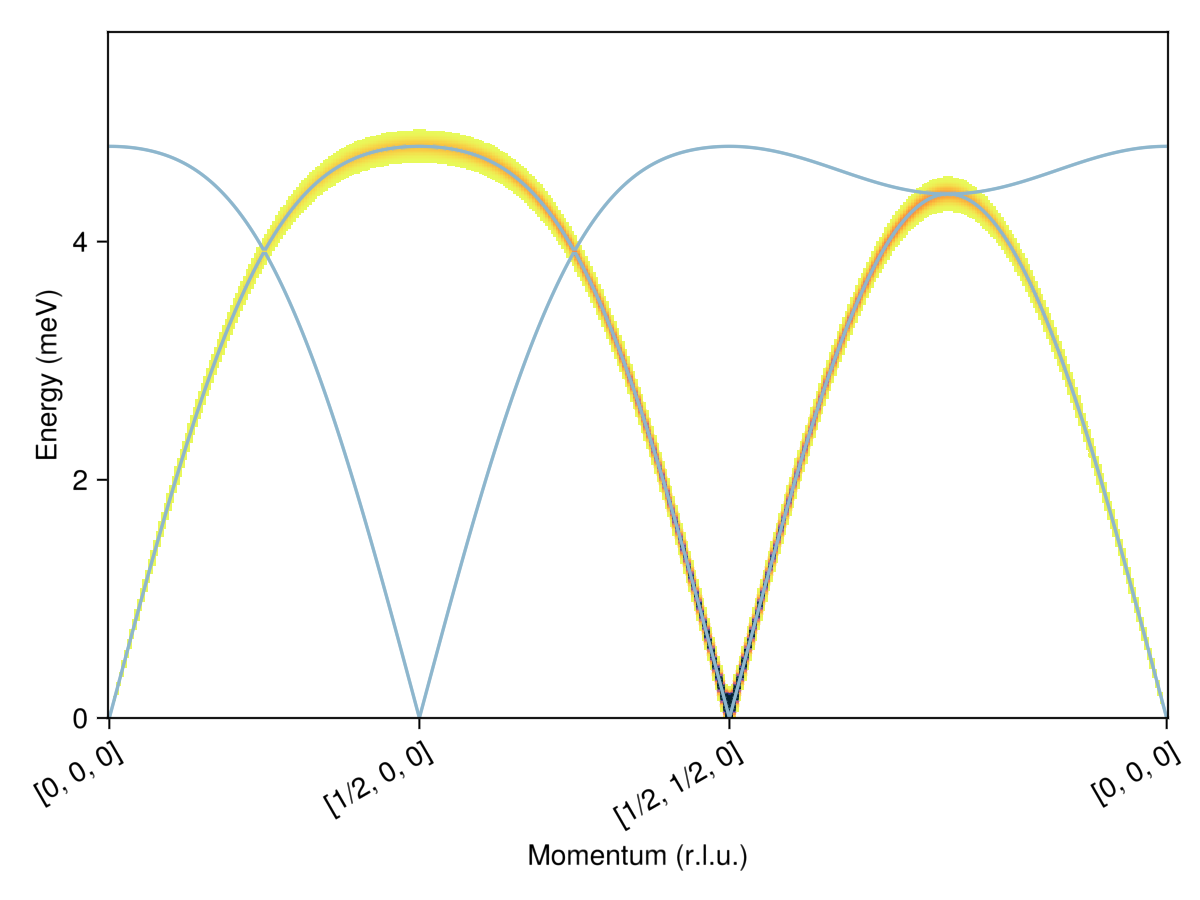 Energy (meV)
4
2
0
[0, 0, 0]
[1/2, 0, 0]
[1/2, 1/2, 0]
[0, 0, 0]
Momentum (r.l.u.)